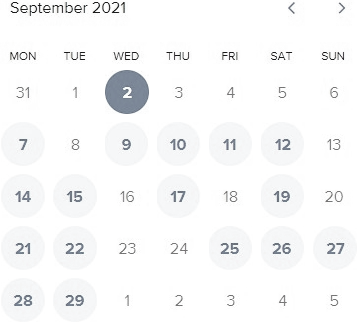 September 2021 < >
MON TUE WED THU FRI SAT SUN
31 1 2 3 4 5 6
7 8 9 10 11 12 13
14 15 16 17 18 19 20
21 22 23 24 25 26 27
28 29 1 2 3 4 5